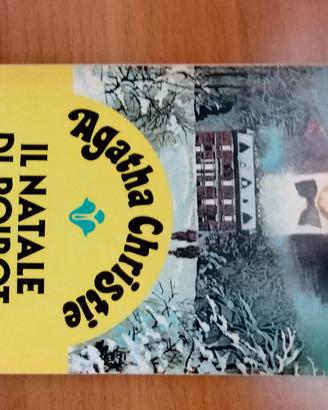 Agatha Christie
IL NATALE
DI POIROT